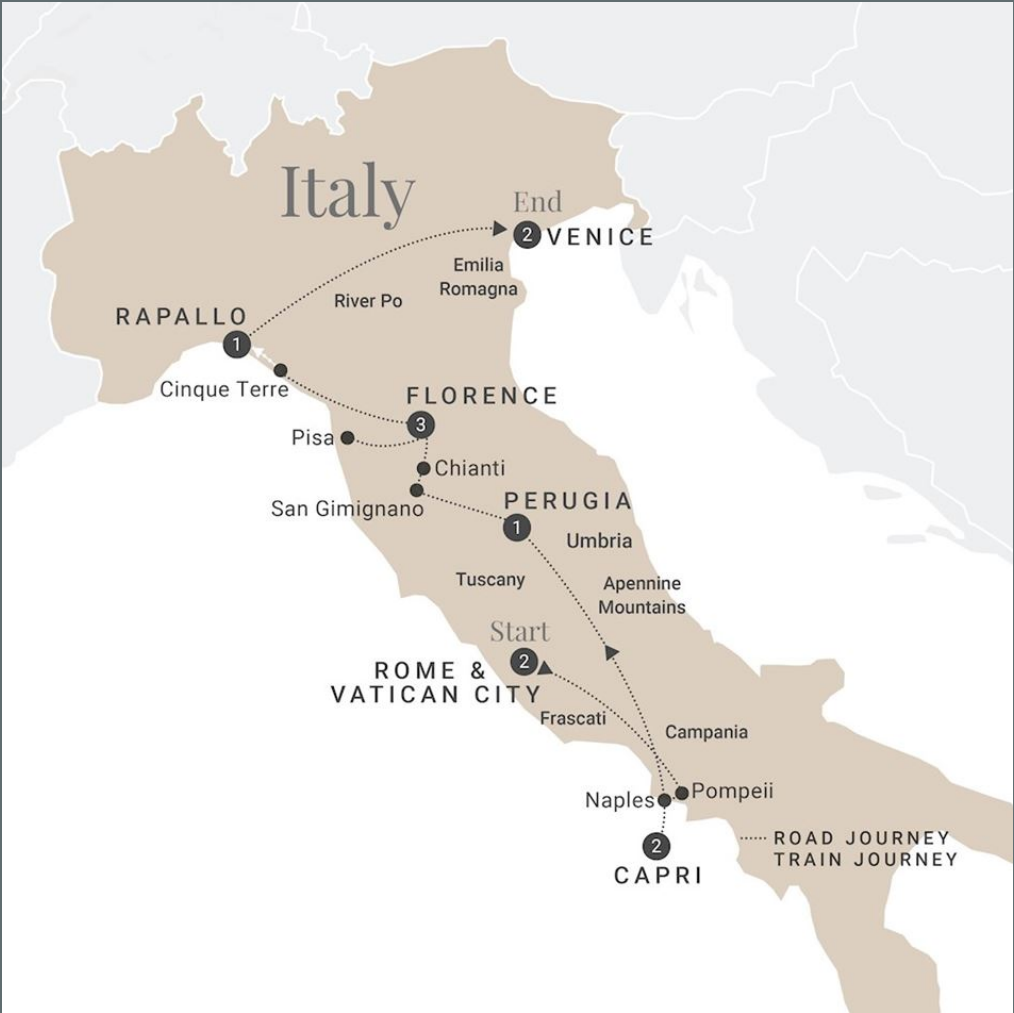 Italy
End
2 VENICE
Emilia
Romagna
River Po
RAPALLO
1
Cinque Terre
FLORENCE
3
Pisa
Chianti
San Gimignano
PERUGIA
1
Umbria
Tuscany
Apennine
Mountains
Start
2
ROME &
VATICAN CITY
Frascati
Campania
Naples
Pompeii
2
CAPRI
ROAD JOURNEY
TRAIN JOURNEY